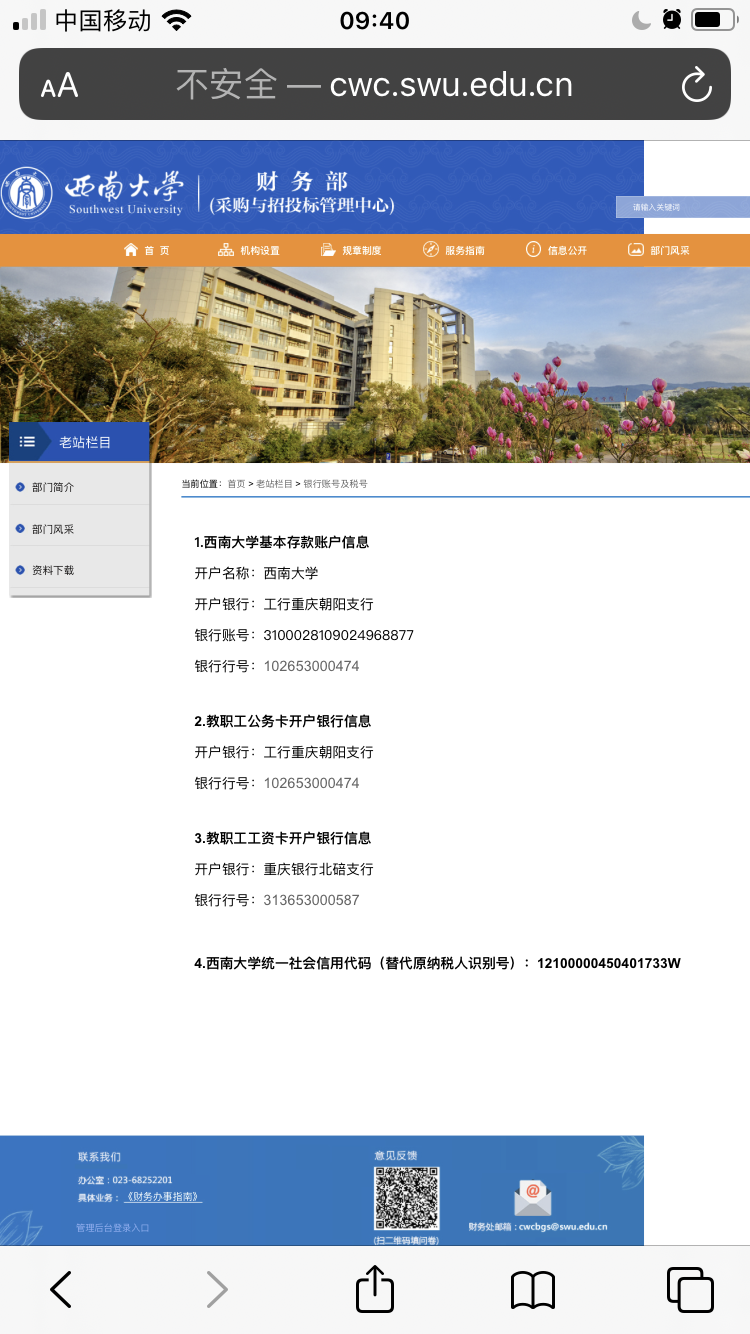 中国移动
09:40
AA
不安全 — cwc.swu.edu.cn
西南大学
Southwest University
财务部
(采购与招投标管理中心)
请输入关键词
首 页
机构设置
规章制度
服务指南
信息公开
部门风采
老站栏目
部门简介
部门风采
资料下载
当前位置: 首页 > 老站栏目 > 银行账号及税号
1.西南大学基本存款账户信息
开户名称：西南大学
开户银行：工行重庆朝阳支行
银行账号：3100028109024968877
银行行号：102653000474
2.教职工公务卡开户银行信息
开户银行：工行重庆朝阳支行
银行行号：102653000474
3.教职工工资卡开户银行信息
开户银行：重庆银行北碚支行
银行行号：313653000587
4.西南大学统一社会信用代码（替代原纳税人识别号）：12100000450401733W
联系我们
办公室：023-68252201
具体业务：《财务办事指南》
管理后台登录入口
意见反馈
(扫二维码填问卷)
财务处邮箱：cwcbgs@swu.edu.cn